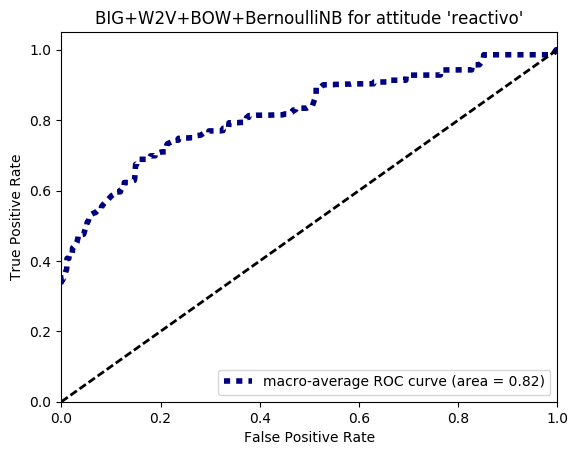 BIG+W2V+BOW+BernoulliNB for attitude 'reactivo'
1.0
0.8
0.6
0.4
0.2
0.0
True Positive Rate
macro-average ROC curve (area = 0.82)
0.0 0.2 0.4 0.6 0.8 1.0
False Positive Rate